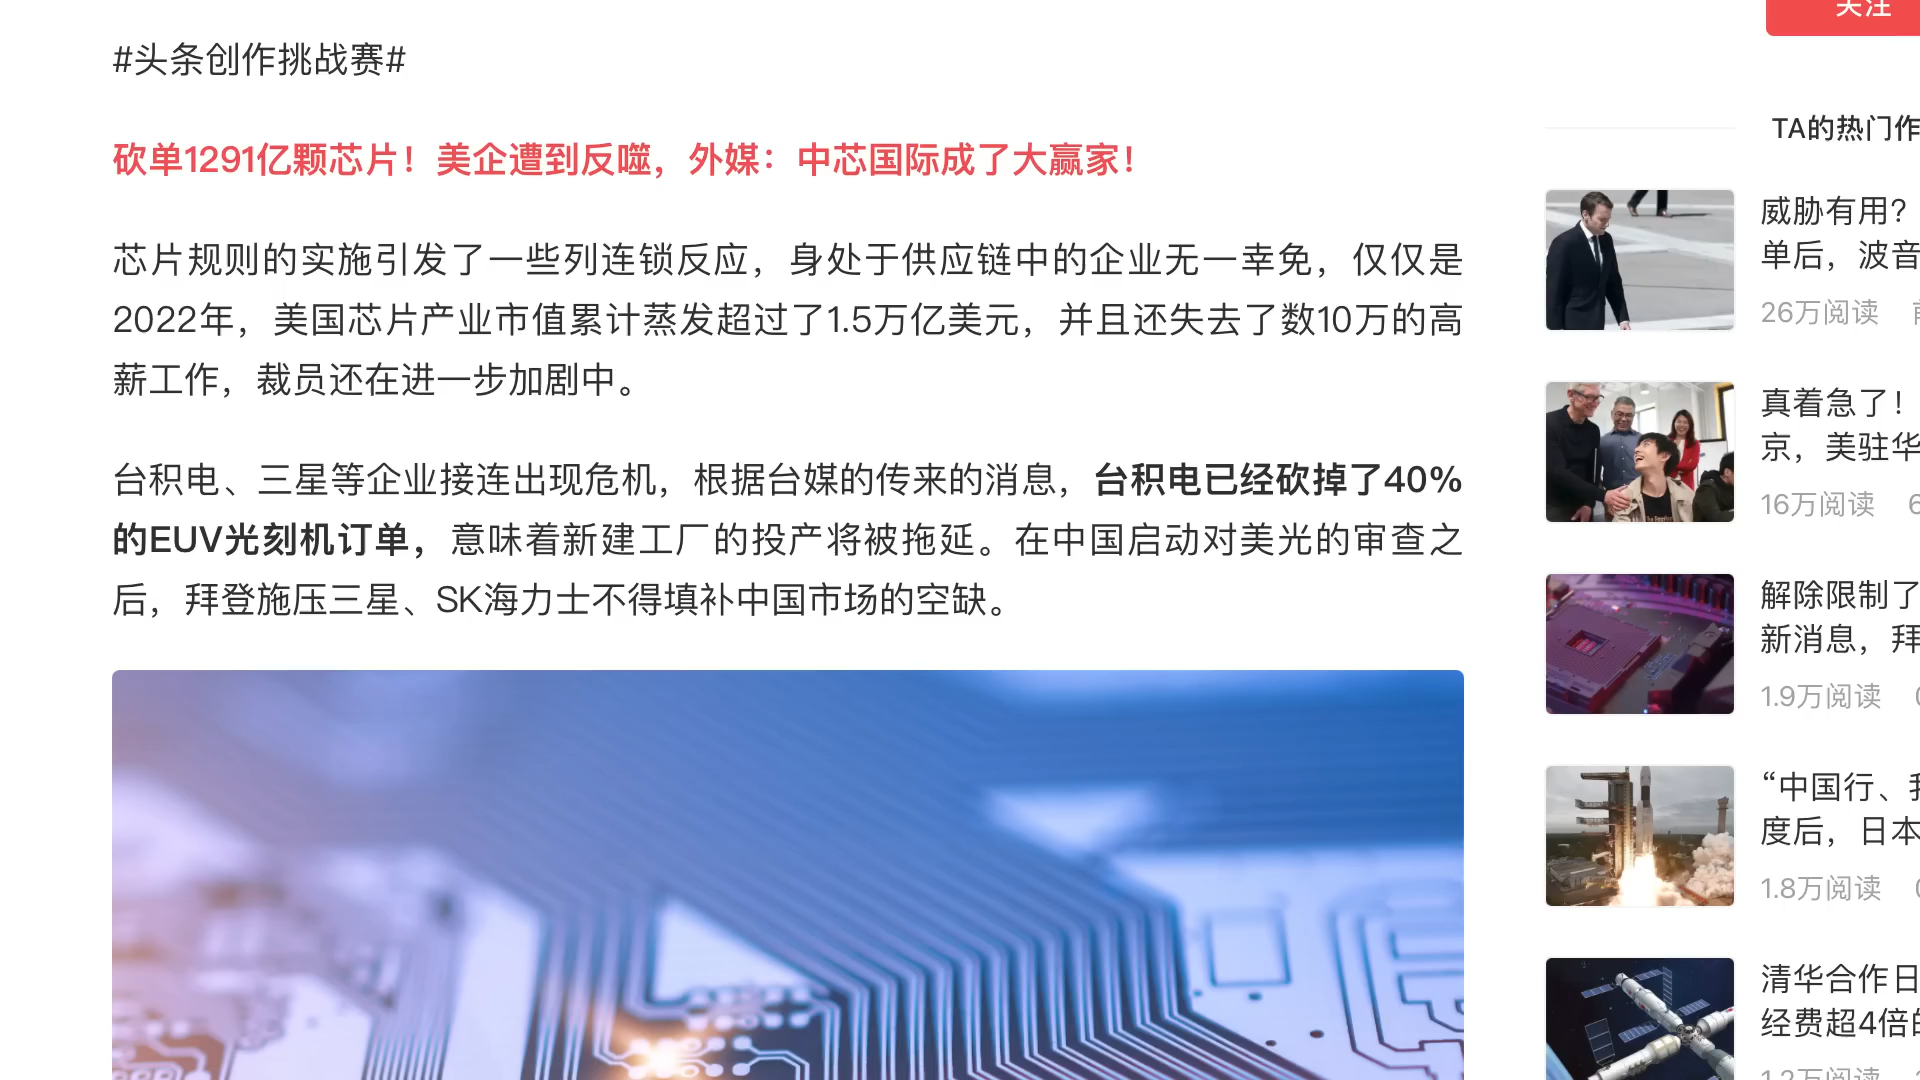 关注
#头条创作挑战赛#
砍单1291亿颗芯片！美企遭到反噬，外媒：中芯国际成了大赢家！
芯片规则的实施引发了一些列连锁反应，身处于供应链中的企业无一幸免，仅仅是
2022年，美国芯片产业市值累计蒸发超过了1.5万亿美元，并且还失去了数10万的高
薪工作，裁员还在进一步加剧中。
台积电、三星等企业接连出现危机，根据台媒的传来的消息，台积电已经砍掉了40%
的EUV光刻机订单，意味着新建工厂的投产将被拖延。在中国启动对美光的审查之
后，拜登施压三星、SK海力士不得填补中国市场的空缺。
TA的热门作
威胁有用？
单后，波音
26万阅读
真着急了！
京，美驻华
16万阅读
解除限制了
新消息，拜
1.9万阅读
“中国行、我
度后，日本
1.8万阅读
清华合作日
经费超4倍的
1.2万阅读